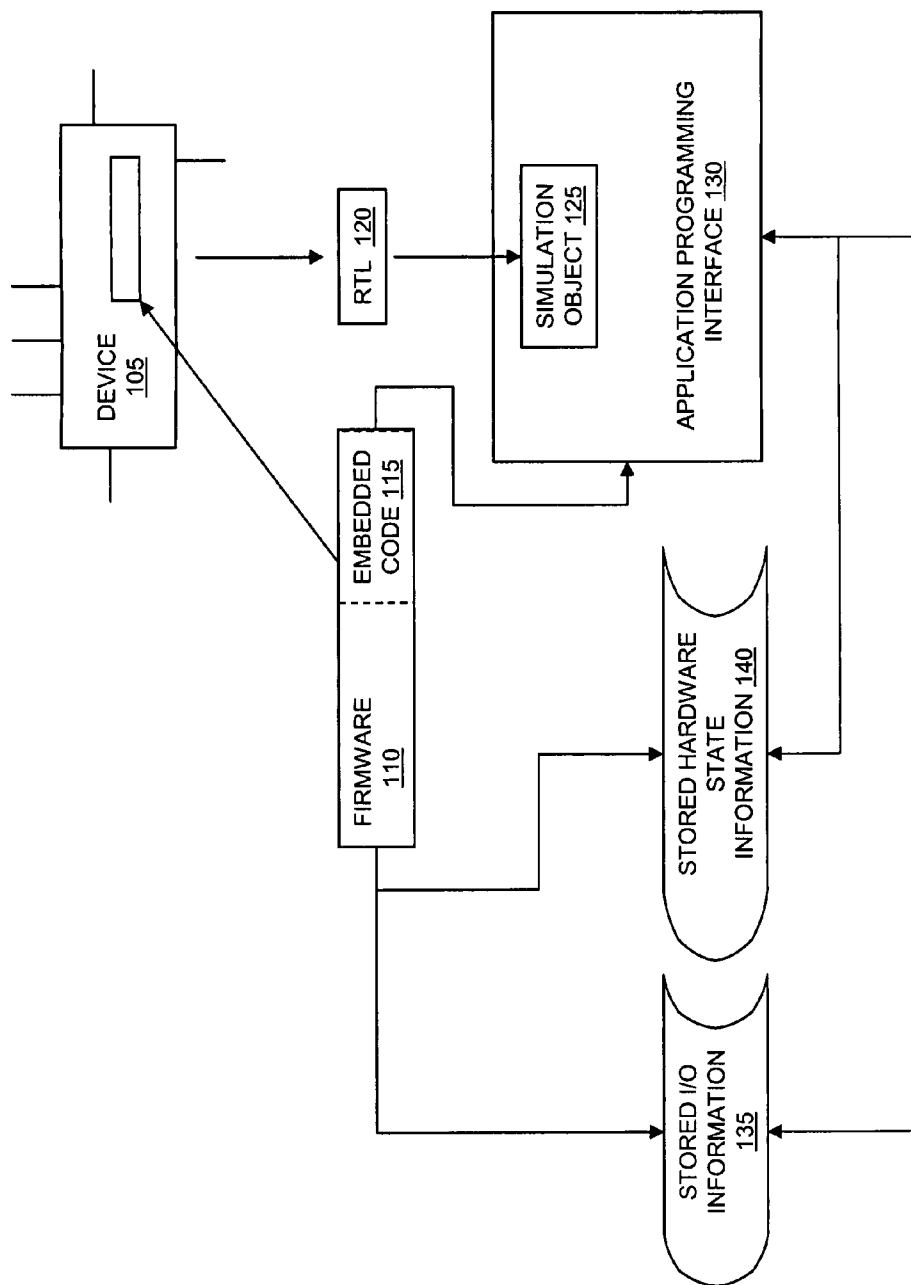 DEVICE
105
FIRMWARE
110
EMBEDDED
CODE 115
RTL 120
SIMULATION
OBJECT 125
APPLICATION PROGRAMMING
INTERFACE 130
STORED I/O
INFORMATION
135
STORED HARDWARE
STATE
INFORMATION 140